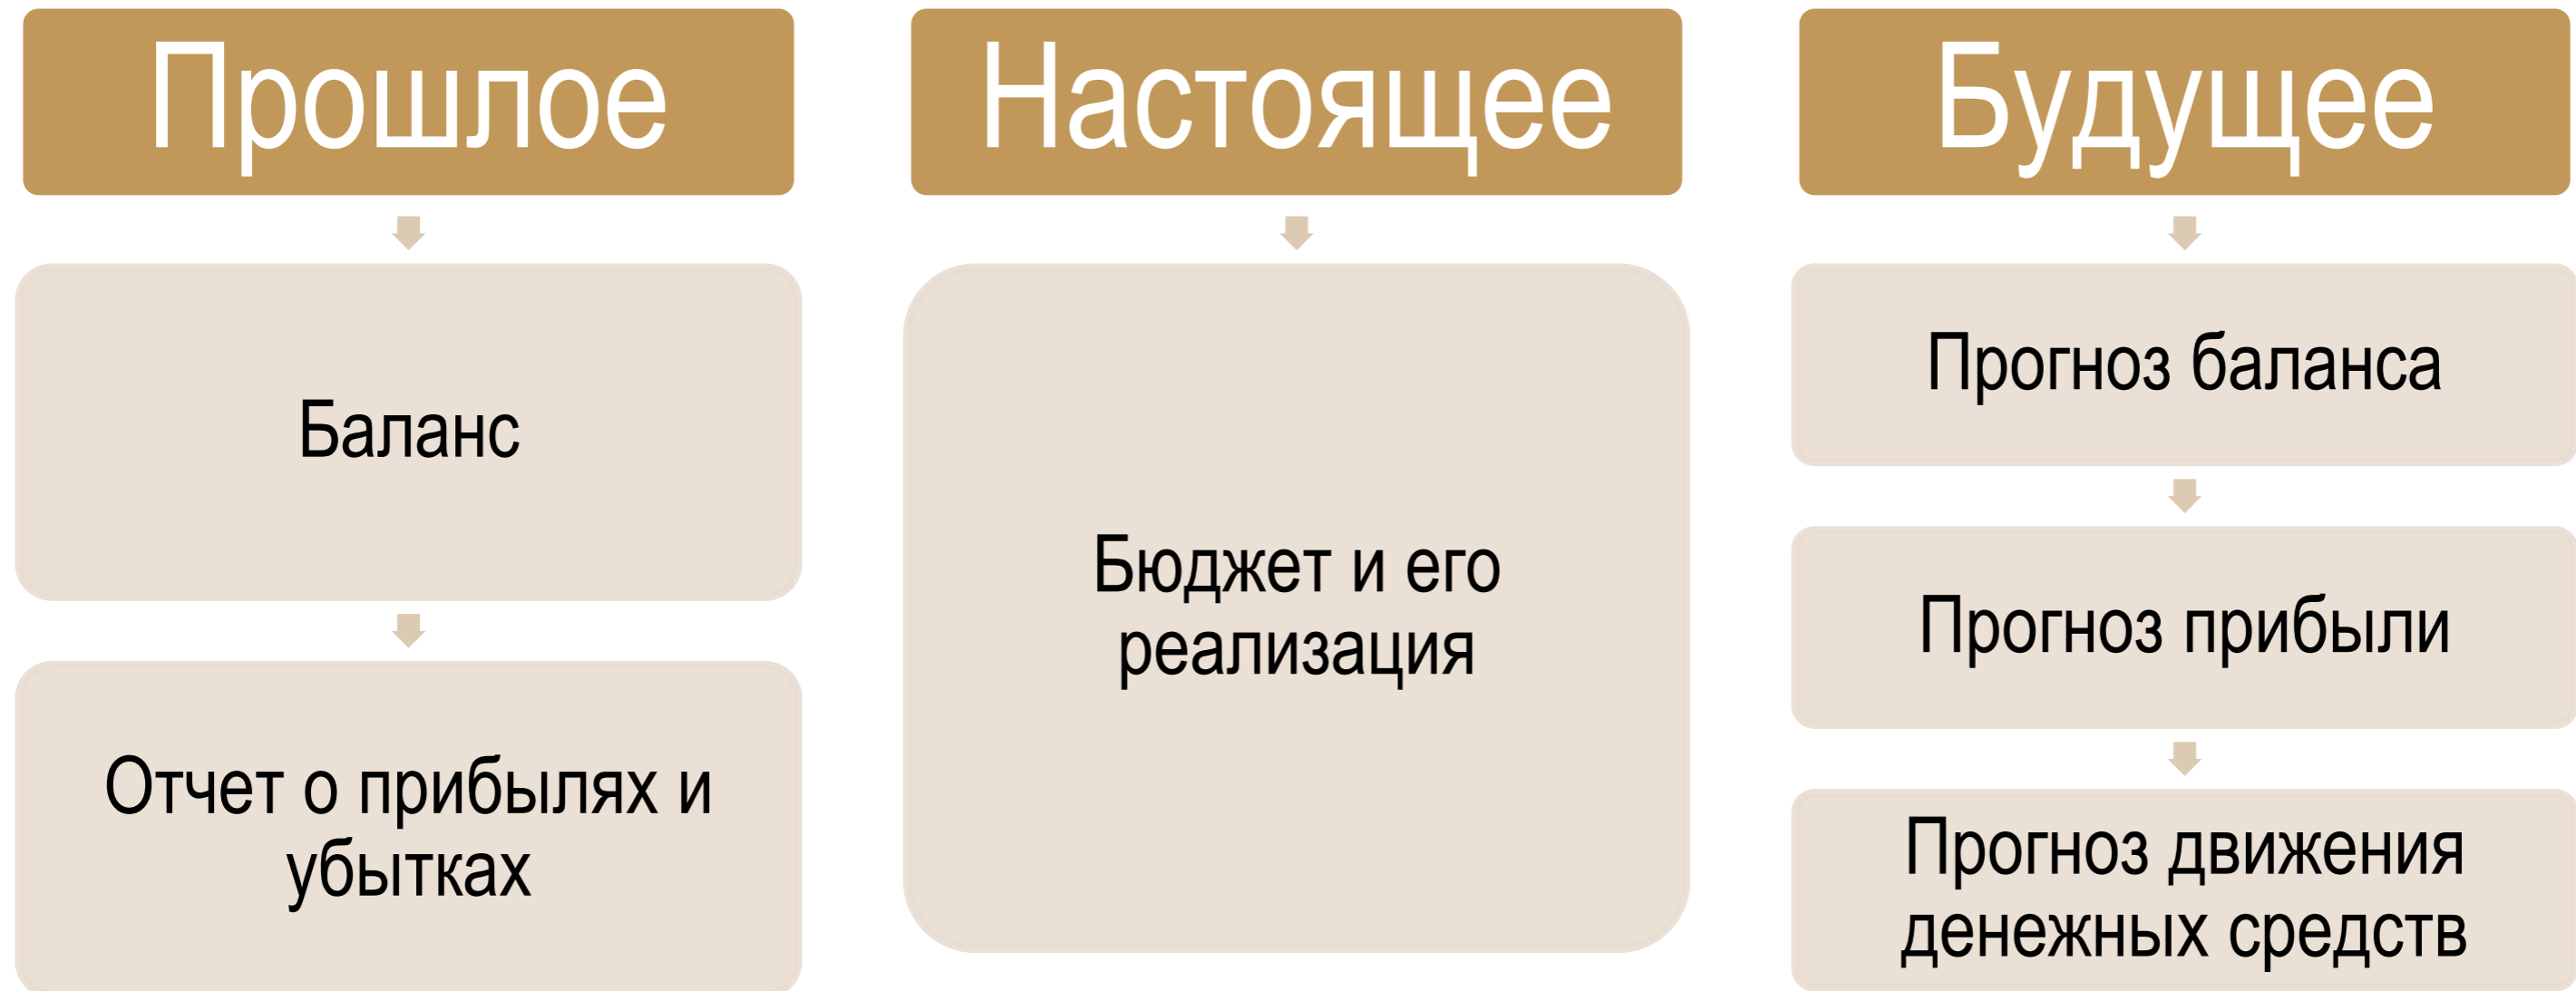 Прошлое
Баланс
Отчет о прибылях и
убытках
Настоящее
Бюджет и его
реализация
Будущее
Прогноз баланса
Прогноз прибыли
Прогноз движения
денежных средств